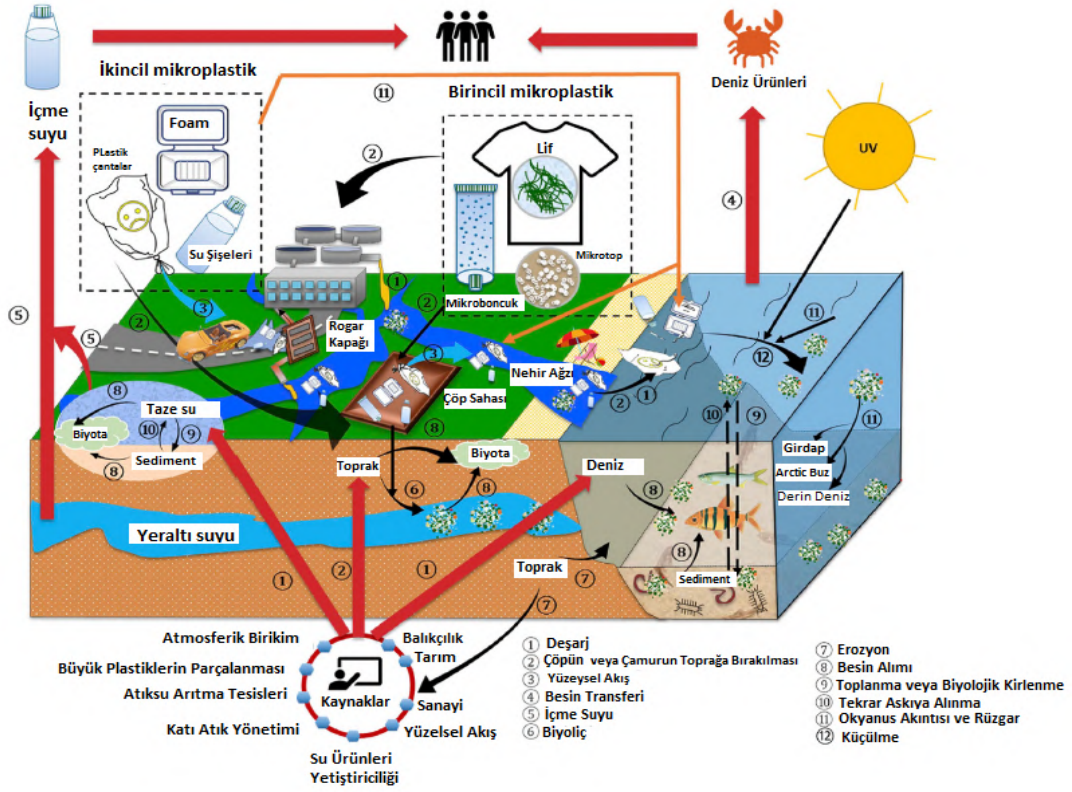 İkincil mikroplastik
⑪
Birincil mikroplastik
Deniz Ürünleri
İçme
suyu
Foam
PLastik
çantalar
Su Şişeleri
②
Lif
Mikrotop
Mikroboncuk
UV
④
⑤
⑤
②
③
①
②
Rogar
Kapağı
③
Nehir Ağzı
Çöp Sahası
② - ①
⑪
⑫
⑧
Taze su
⑩
⑨
Biyota
Sediment
⑧
⑧
Toprak
Biyota
⑥
⑧
Deniz
⑧
⑩
⑨
⑪
Girdap
Arctic Buz
Derin Deniz
Yeraltı suyu
⑧
Sediment
①
②
①
Toprak
⑦
⑦
Atmosferik Birikim
Büyük Plastiklerin Parçalanması
Atıksu Arıtma Tesisleri
Katı Atık Yönetimi
Su Ürünleri
Yetiştiriciliği
Kaynaklar
Balıkçılık
Tarım
Sanayi
Yüzelsel Akış
① Deşarj
② Çöpün veya Çamurun Toprağa Bırakılması
③ Yüzeysel Akış
④ Besin Transferi
⑤ İçme Suyu
⑥ Biyoliç
⑦ Erozyon
⑧ Besin Alımı
⑨ Toplanma veya Biyolojik Kirlenme
⑩ Tekrar Askıya Alınma
⑪ Okyanus Akıntısı ve Rüzgar
⑫ Küçülme